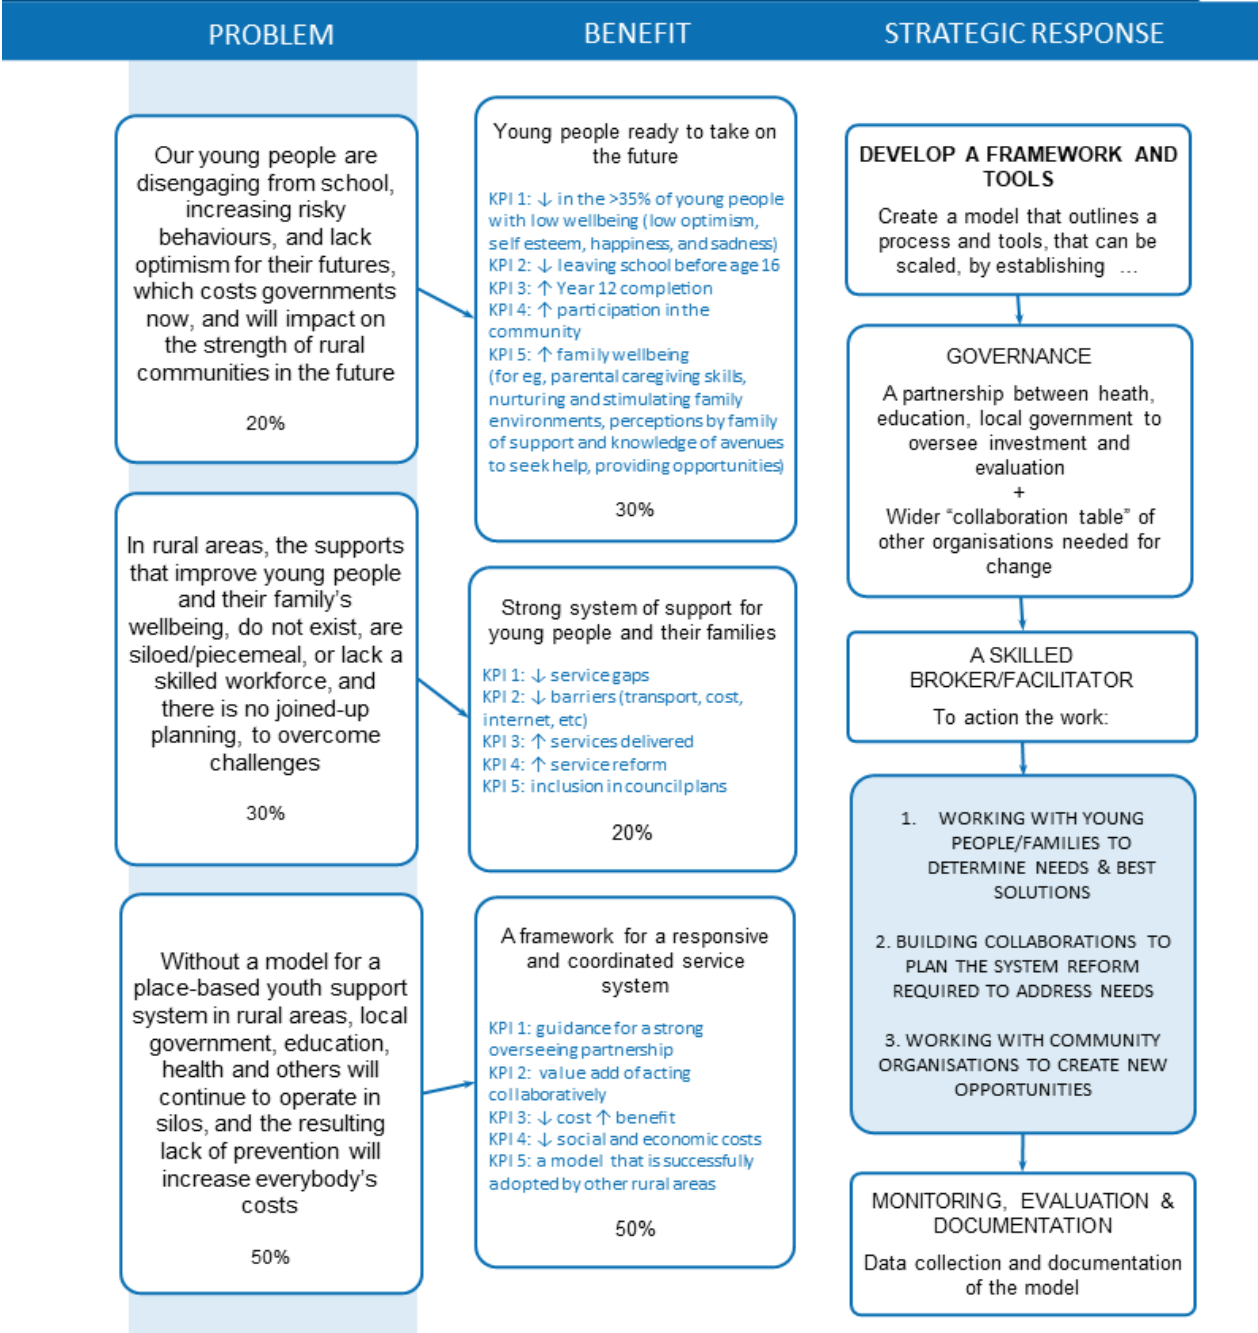 PROBLEM
BENEFIT
STRATEGIC RESPONSE
Our young people are
disengaging from school,
increasing risky
behaviours, and lack
optimism for their futures,
which costs governments
now, and will impact on
the strength of rural
communities in the future
20%
In rural areas, the supports
that improve young people
and their family's
wellbeing, do not exist, are
siloed/piecemeal, or lack a
skilled workforce, and
there is no joined-up
planning, to overcome
challenges
30%
Without a model for a
place-based youth support
system in rural areas, local
government, education,
health and others will
continue to operate in
silos, and the resulting
lack of prevention will
increase everybody's
costs
50%
Young people ready to take on
the future
KPI 1: ↓ in the >35% of young people
with low wellbeing (low optimism,
self esteem, happiness, and sadness)
KPI 2: ↓ leaving school before age 16
KPI 3: ↑ Year 12 completion
KPI 4: ↑ participation in the
community
KPI 5: ↑ family wellbeing
(for eg, parental caregiving skills,
nurturing and stimulating family
environments, perceptions by family
of support and knowledge of avenues
to seek help, providing opportunities)
30%
Strong system of support for
young people and their families
KPI 1: ↓ service gaps
KPI 2: ↓ barriers (transport, cost,
internet, etc)
KPI 3: ↑ services delivered
KPI 4: ↑ service reform
KPI 5: inclusion in council plans
20%
A framework for a responsive
and coordinated service
system
KPI 1: guidance for a strong
overseeing partnership
KPI 2: value add of acting
collaboratively
KPI 3: ↓ cost ↑ benefit
KPI 4: ↓ social and economic costs
KPI 5: a model that is successfully
adopted by other rural areas
50%
DEVELOP A FRAMEWORK AND
TOOLS
Create a model that outlines a
process and tools, that can be
scaled, by establishing ...
GOVERNANCE
A partnership between heath,
education, local government to
oversee investment and
evaluation
+
Wider "collaboration table" of
other organisations needed for
change
A SKILLED
BROKER/FACILITATOR
To action the work:
1. WORKING WITH YOUNG
PEOPLE/FAMILIES TO
DETERMINE NEEDS & BEST
SOLUTIONS
2. BUILDING COLLABORATIONS TO
PLAN THE SYSTEM REFORM
REQUIRED TO ADDRESS NEEDS
3. WORKING WITH COMMUNITY
ORGANISATIONS TO CREATE NEW
OPPORTUNITIES
MONITORING, EVALUATION &
DOCUMENTATION
Data collection and documentation
of the model